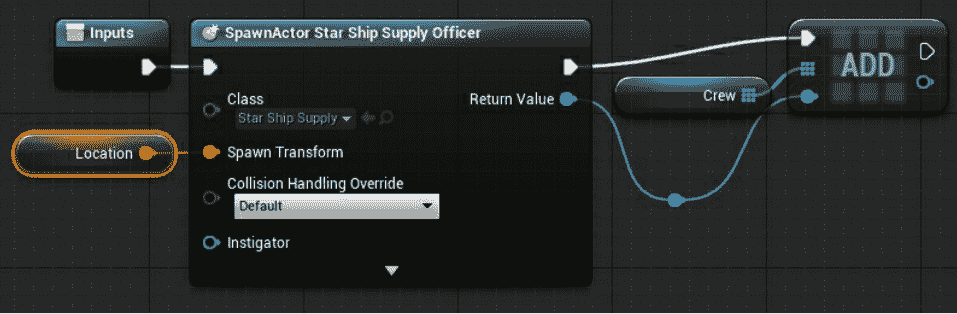 Inputs
SpawnActor Star Ship Supply Officer
Class
Star Ship Supply
Return Value
Location
Spawn Transform
Collision Handling Override
Default
Instigator
Crew
ADD